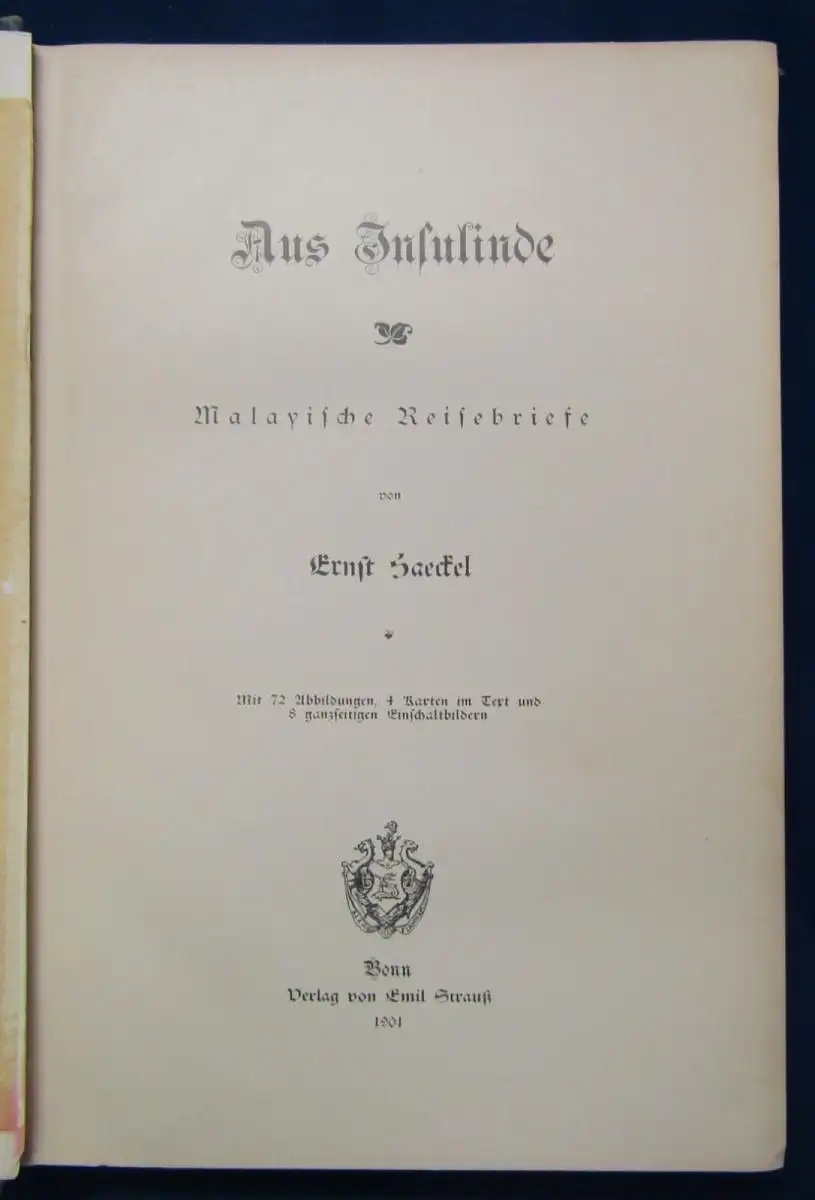 Aus Insulinde
Malayische Reisebriefe
von
Ernst Haeckel
Mit 72 Abbildungen, 4 Karten im Text und
8 ganzseitigen Einschaltbildern
Bonn
Verlag von Emil Strauß
1901